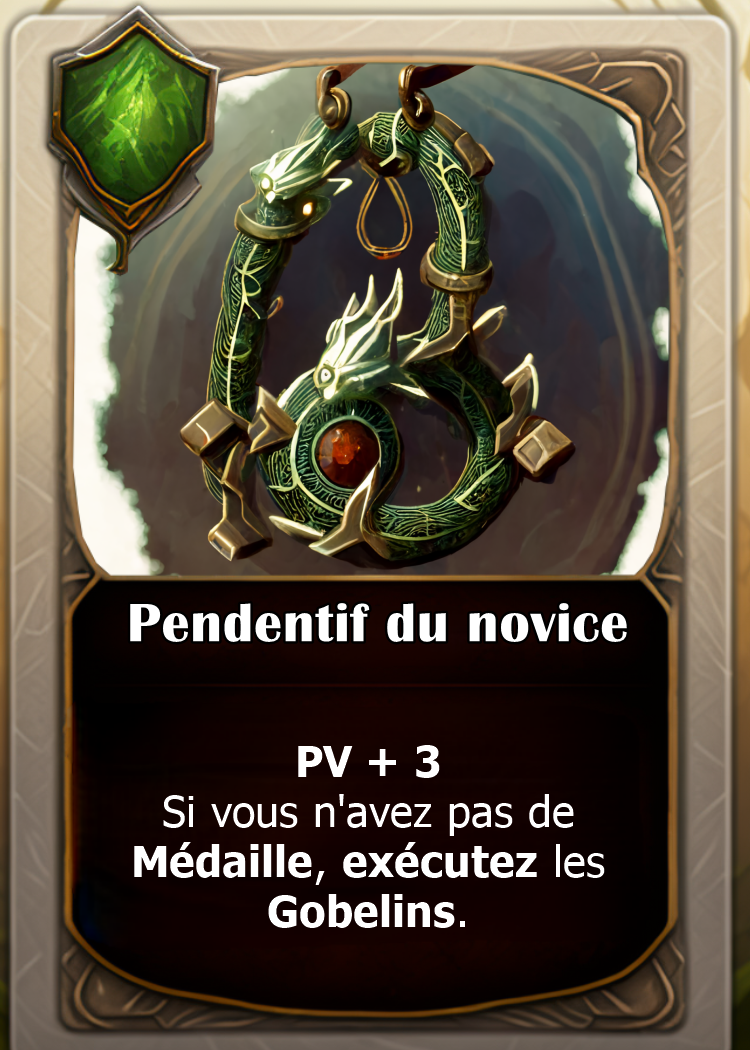 Pendentif du novice
PV + 3
Si vous n'avez pas de
Médaille, exécutez les
Gobelins.